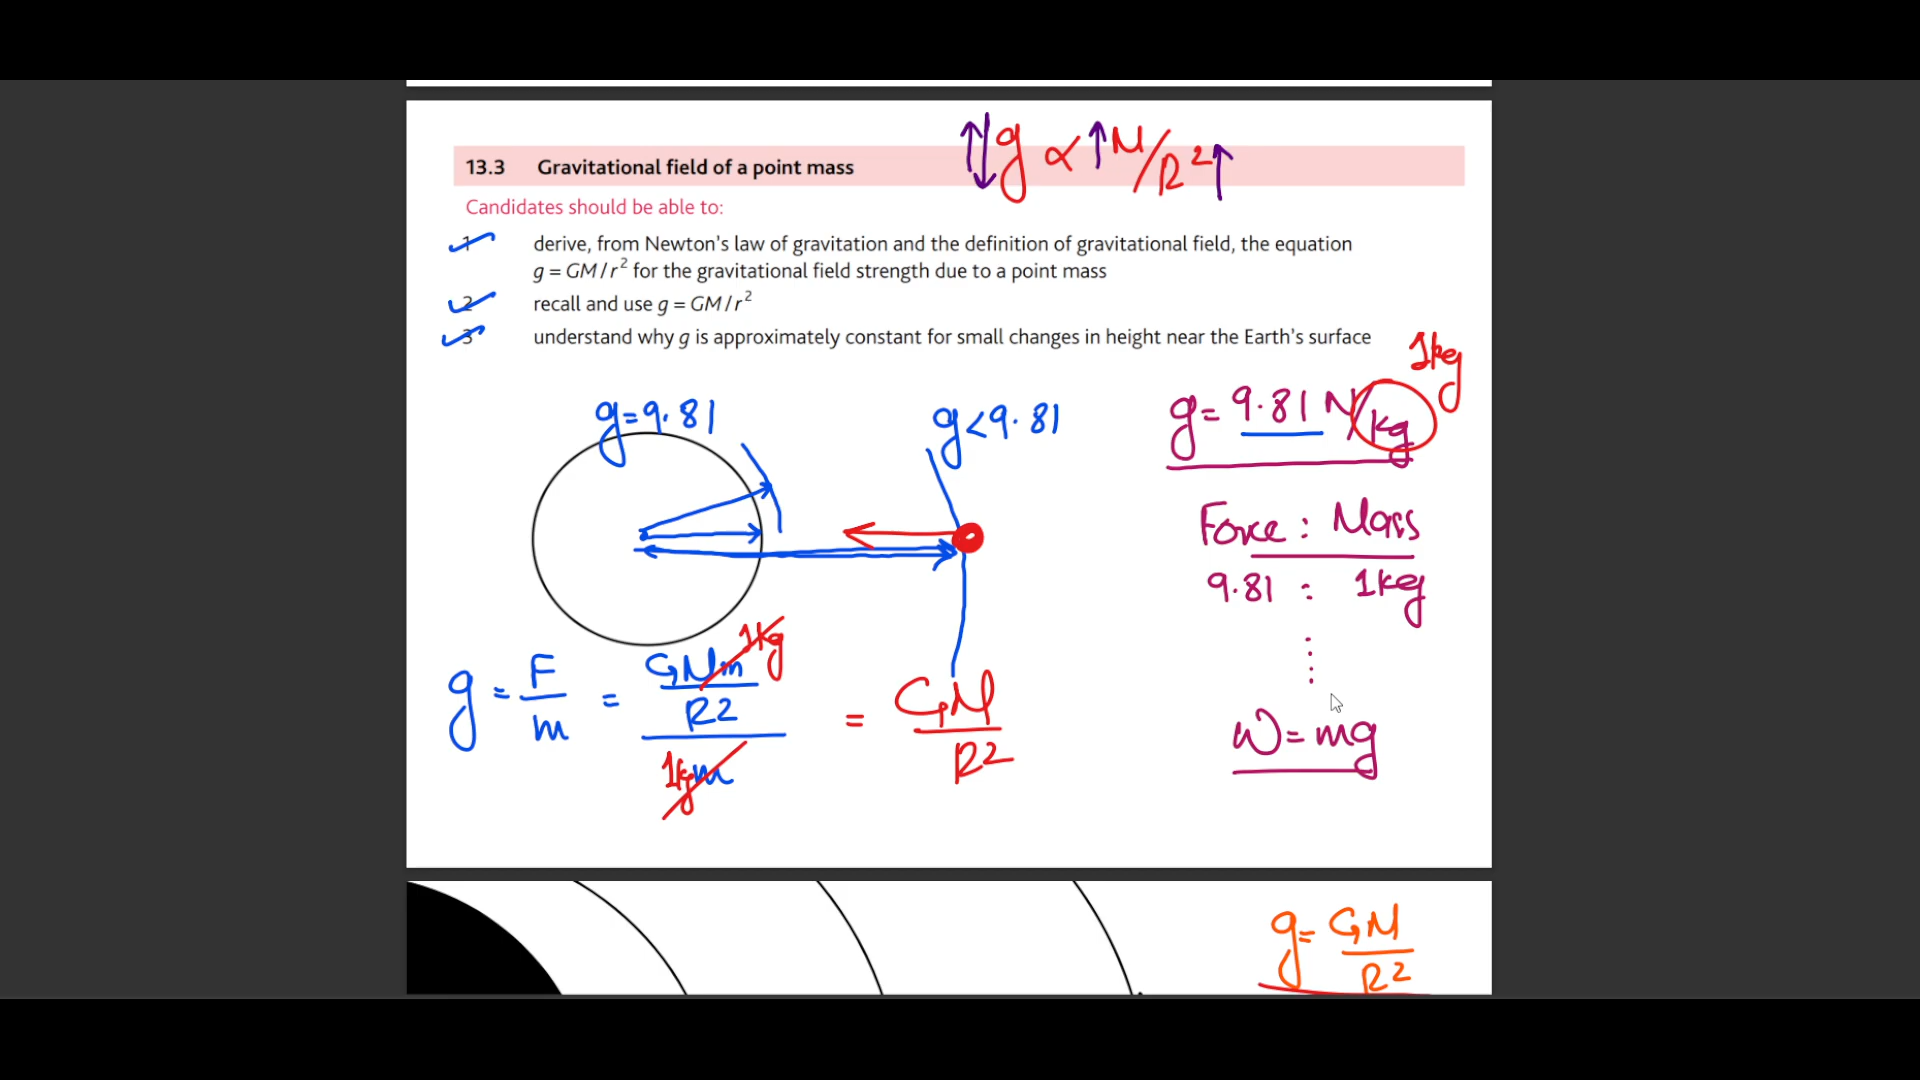 g ∝ M/R²
13.3 Gravitational field of a point mass
Candidates should be able to:
1 derive, from Newton's law of gravitation and the definition of gravitational field, the equation
g = GM/r² for the gravitational field strength due to a point mass
2 recall and use g = GM/r²
3 understand why g is approximately constant for small changes in height near the Earth's surface
1kg
g=9.81
g<9.81
g= 9.81 N/kg
Force : Mass
9.81 : 1kg
g = F/m = GMm/R² / m = GM/R²
1kg
1kg
W=mg
g= GM/R²